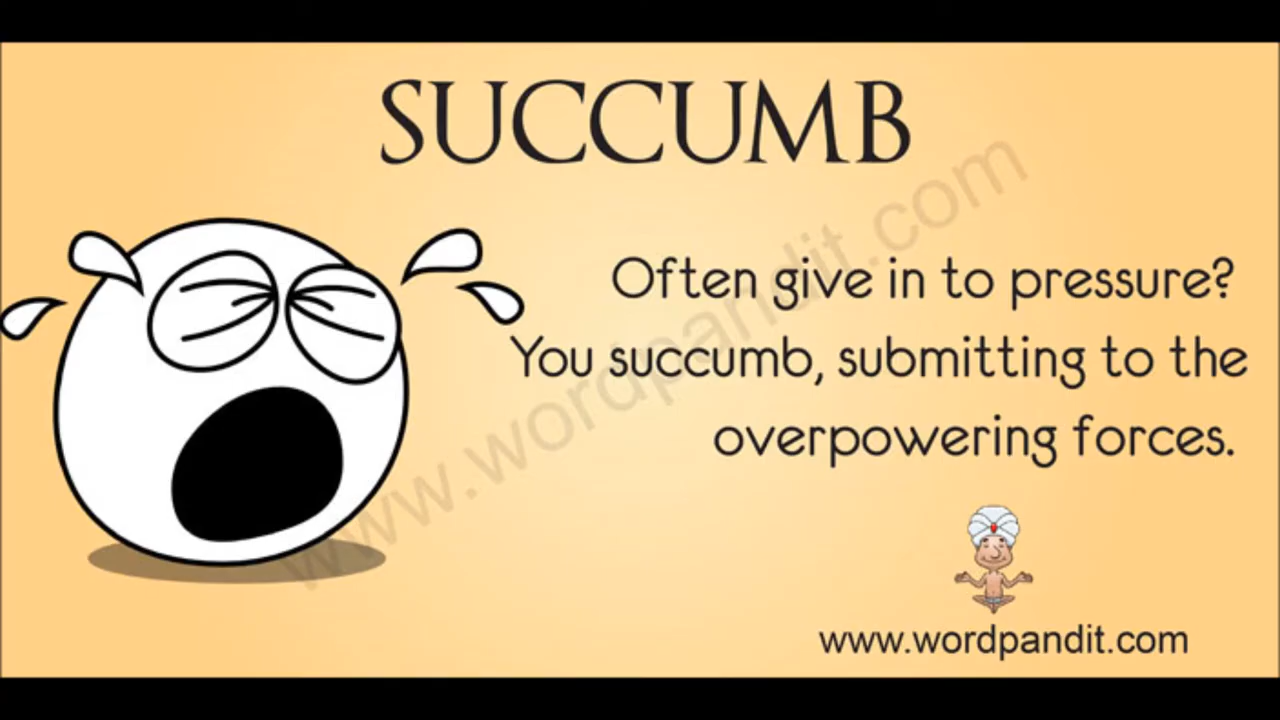 SUCCUMB
Often give in to pressure?
You succumb, submitting to the
overpowering forces.
www.wordpandit.com
www.wordpandit.com